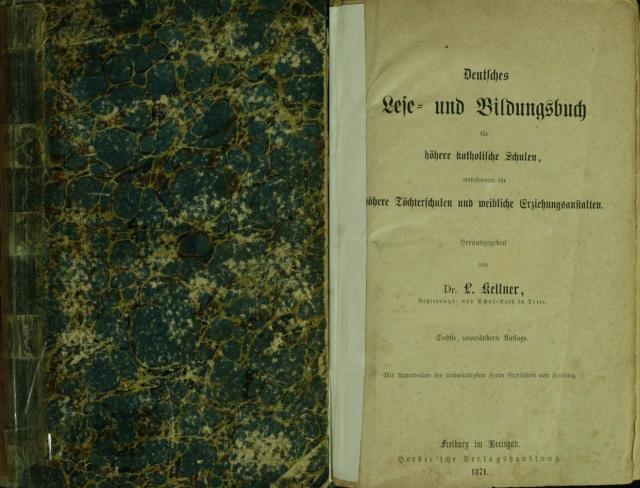 Deutsches
Lese- und Bildungsbuch
für
höhere katholische Schulen,
insbesondere für
höhere Töchterschulen und weibliche Erziehungsanstalten.
Herausgegeben
von
Dr. L. Kellner,
Regierungs- und Schul-Rath in Trier.
Sechste, unveränderte Auflage.
Mit Approbation des hochwürdigsten Herrn Erzbischofs von Freiburg.
Freiburg im Breisgau.
Herder'sche Verlagshandlung.
1871.